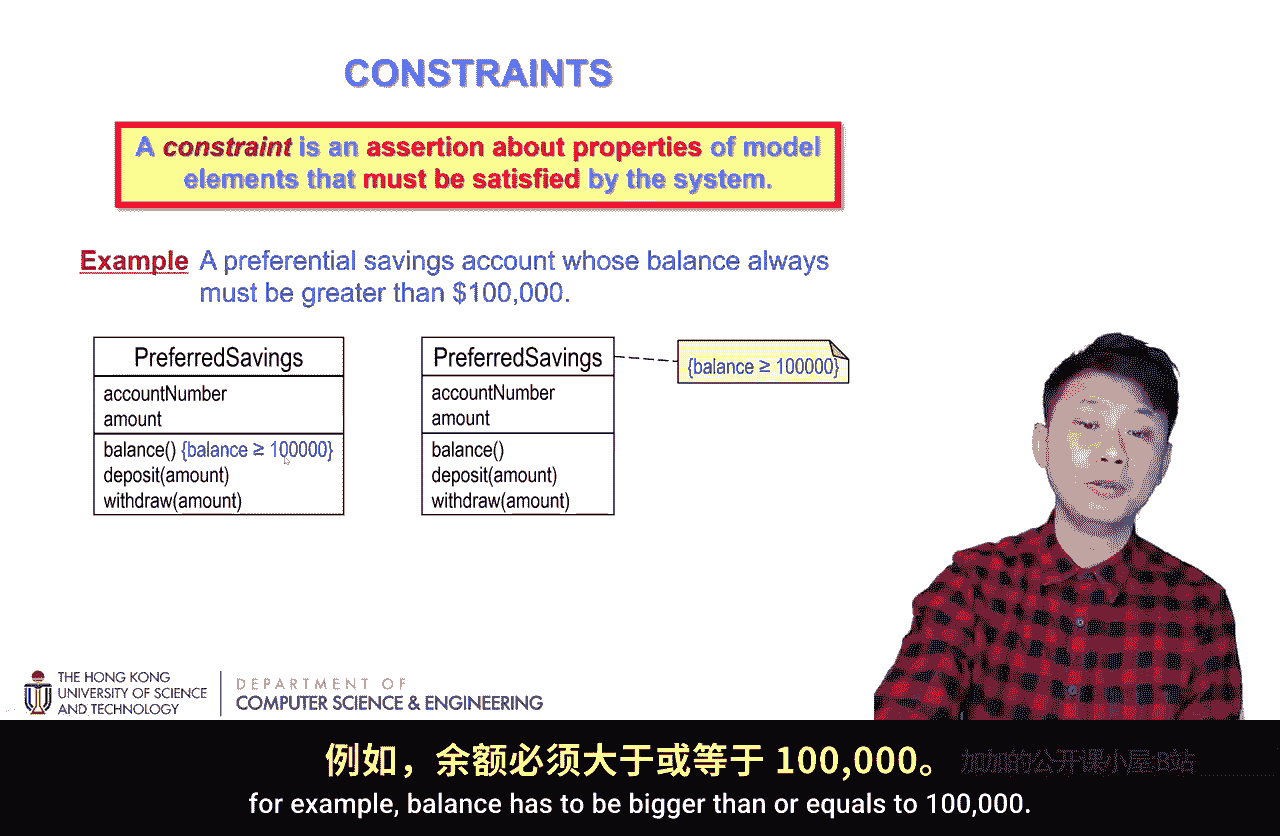 CONSTRAINTS
A constraint is an assertion about properties of model
elements that must be satisfied by the system.
Example A preferential savings account whose balance always
must be greater than $100,000.
PreferredSavings
accountNumber
amount
balance() {balance ≥ 100000}
deposit(amount)
withdraw(amount)
PreferredSavings
accountNumber
amount
balance()
deposit(amount)
withdraw(amount)
{balance ≥ 100000}
THE HONG KONG
UNIVERSITY OF SCIENCE
AND TECHNOLOGY
DEPARTMENT OF
COMPUTER SCIENCE & ENGINEERING
例如，余额必须大于或等于 100,000。
加加的公开课小屋:B站
for example, balance has to be bigger than or equals to 100,000.